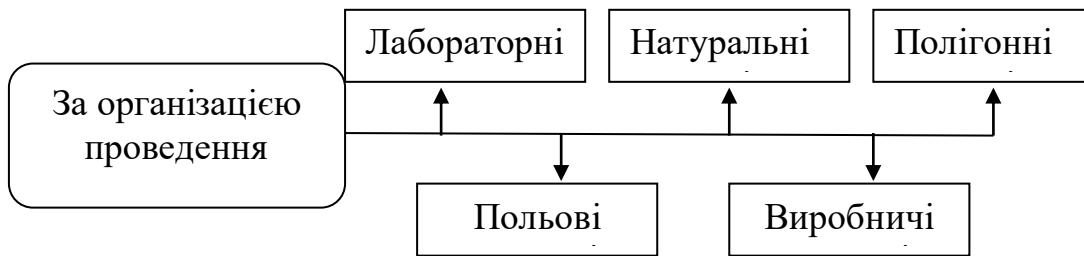 Лабораторні
Натуральні
Полігонні
За організацією
проведення
Польові
Виробничі